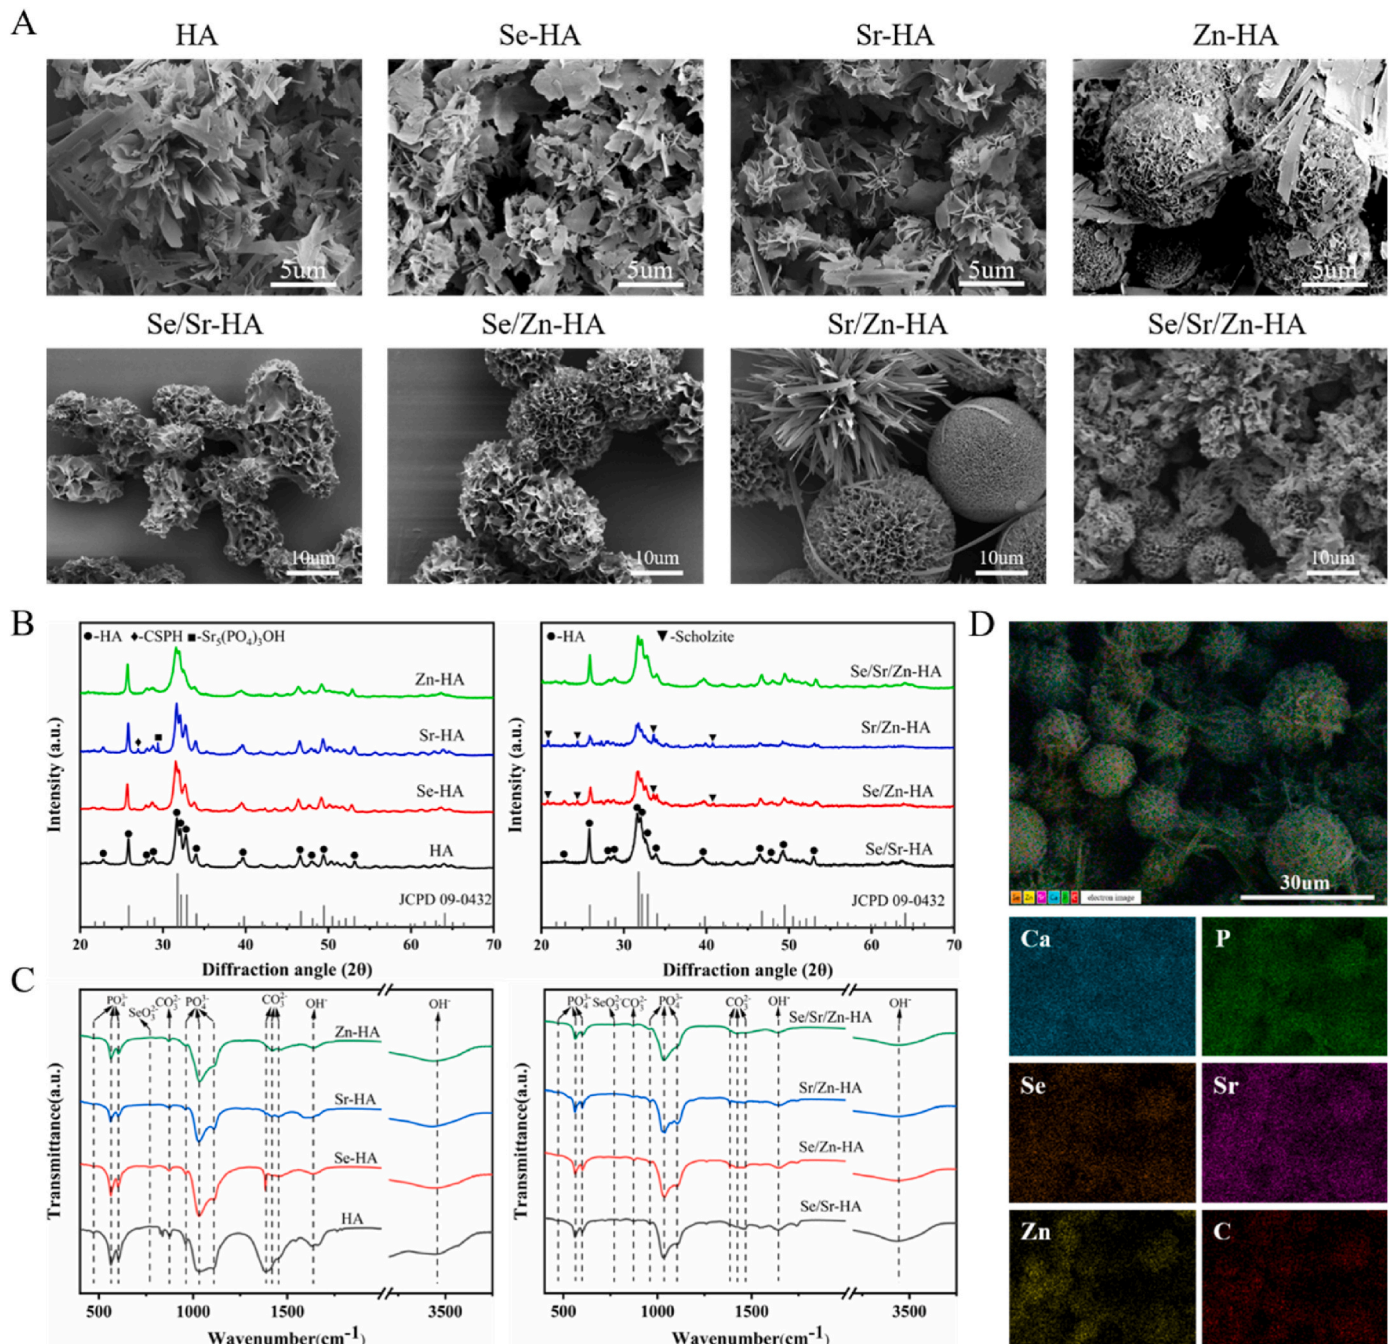 A
HA
Se-HA
Sr-HA
Zn-HA
5um
5um
5um
5um
Se/Sr-HA
Se/Zn-HA
Sr/Zn-HA
Se/Sr/Zn-HA
10um
10um
10um
10um
B
●-HA ♦-CSPH ■-Sr₅(PO₄)₃OH
Zn-HA
Sr-HA
Se-HA
HA
JCPD 09-0432
20 30 40 50 60 70
Diffraction angle (2θ)
Intensity (a.u.)
●-HA ▼-Scholzite
Se/Sr/Zn-HA
Sr/Zn-HA
Se/Zn-HA
Se/Sr-HA
JCPD 09-0432
20 30 40 50 60 70
Diffraction angle (2θ)
Intensity (a.u.)
C
PO₄³⁻ SeO₃²⁻ CO₃²⁻ PO₄³⁻ CO₃²⁻ OH⁻ OH⁻
Zn-HA
Sr-HA
Se-HA
HA
500 1000 1500 3500
Wavenumber(cm⁻¹)
Transmittance(a.u.)
PO₄³⁻ SeO₃²⁻ CO₃²⁻ PO₄³⁻ CO₃²⁻ OH⁻ OH⁻
Se/Sr/Zn-HA
Sr/Zn-HA
Se/Zn-HA
Se/Sr-HA
500 1000 1500 3500
Wavenumber(cm⁻¹)
Transmittance(a.u.)
D
30um
Se Zn Ca P electron image
Ca
P
Se
Sr
Zn
C